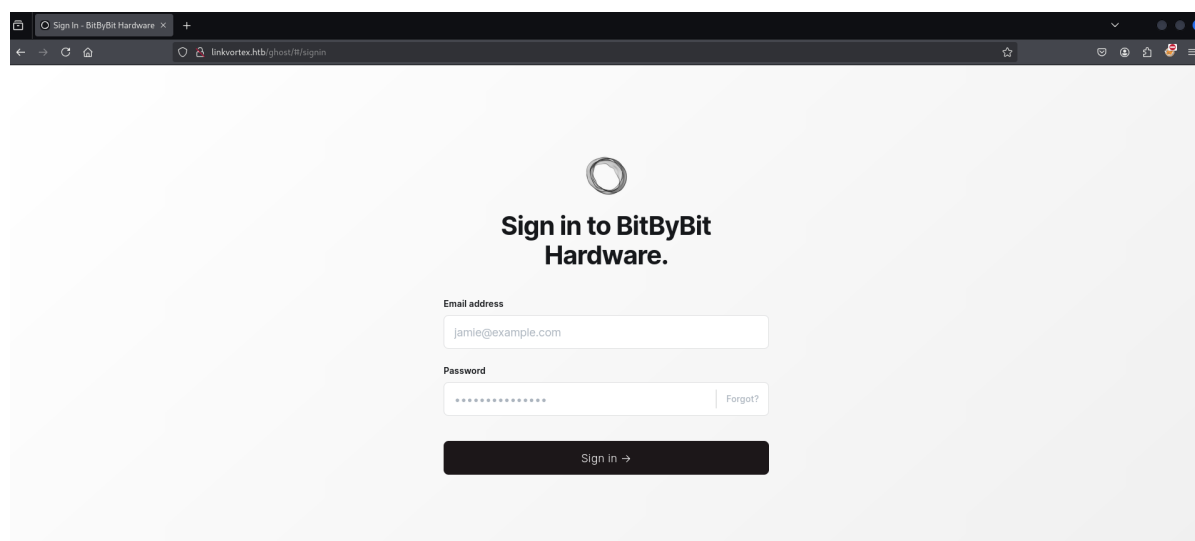 Sign In - BitByBit Hardware
linkvortex.htb/ghost/#/signin
Sign in to BitByBit
Hardware.
Email address
jamie@example.com
Password
Forgot?
Sign in →